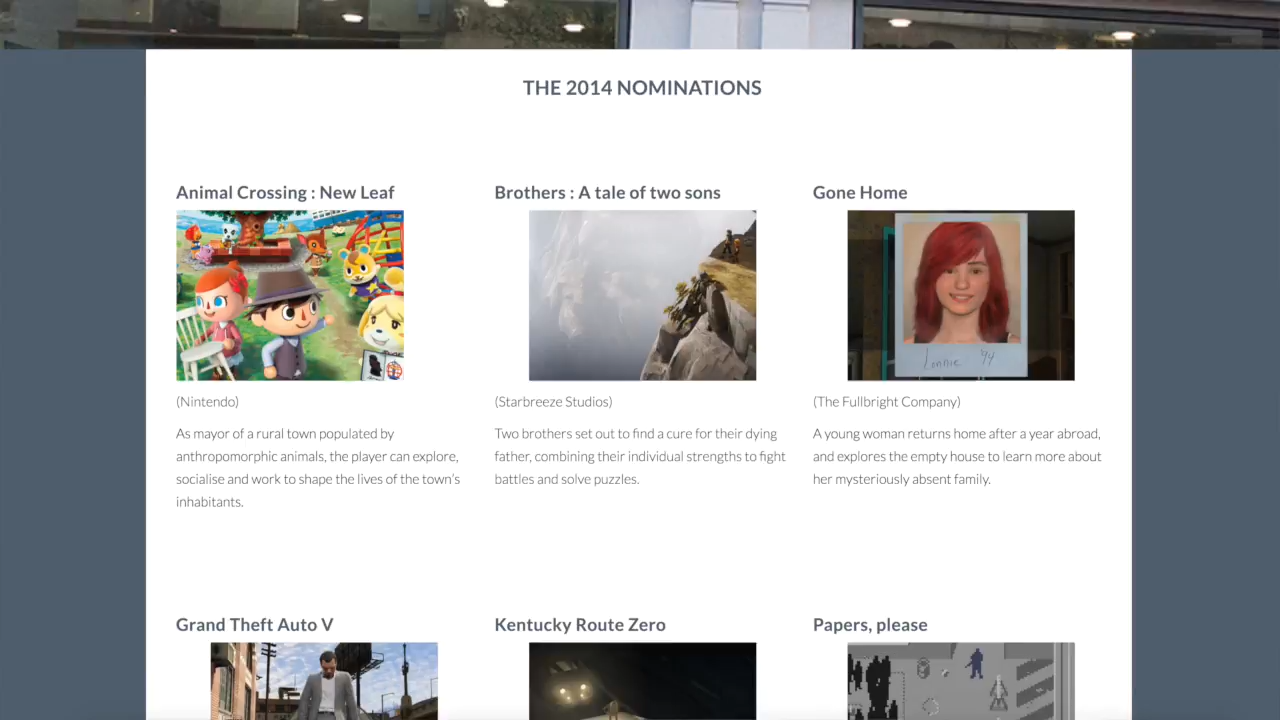 THE 2014 NOMINATIONS
Animal Crossing : New Leaf
Brothers : A tale of two sons
Gone Home
Lonnie '94
(Nintendo)
(Starbreeze Studios)
(The Fullbright Company)
As mayor of a rural town populated by
anthropomorphic animals, the player can explore,
socialise and work to shape the lives of the town's
inhabitants.
Two brothers set out to find a cure for their dying
father, combining their individual strengths to fight
battles and solve puzzles.
A young woman returns home after a year abroad,
and explores the empty house to learn more about
her mysteriously absent family.
Grand Theft Auto V
Kentucky Route Zero
Papers, please